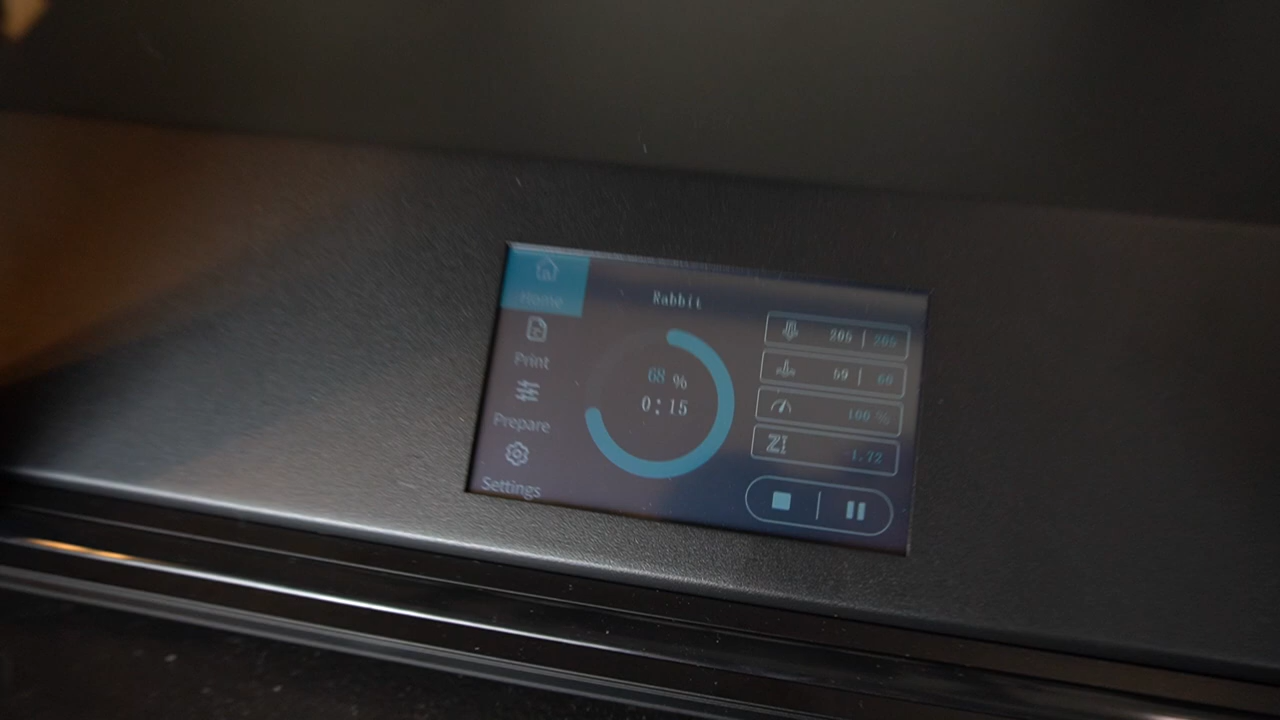 Home
Print
Prepare
Settings
Rabbit
68 %
0:15
205 | 205
59 | 60
100 %
Z
-1.72